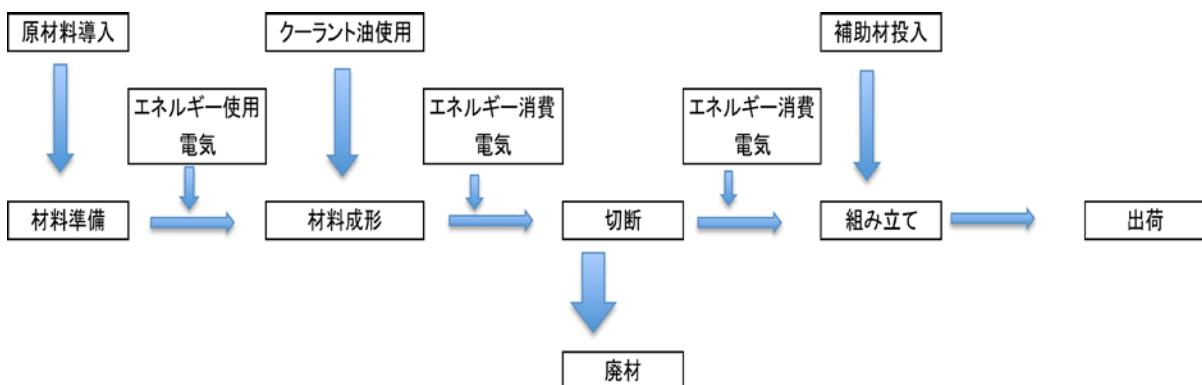 原材料導入
クーラント油使用
補助材投入
エネルギー使用
電気
エネルギー消費
電気
エネルギー消費
電気
材料準備
材料成形
切断
組み立て
出荷
廃材